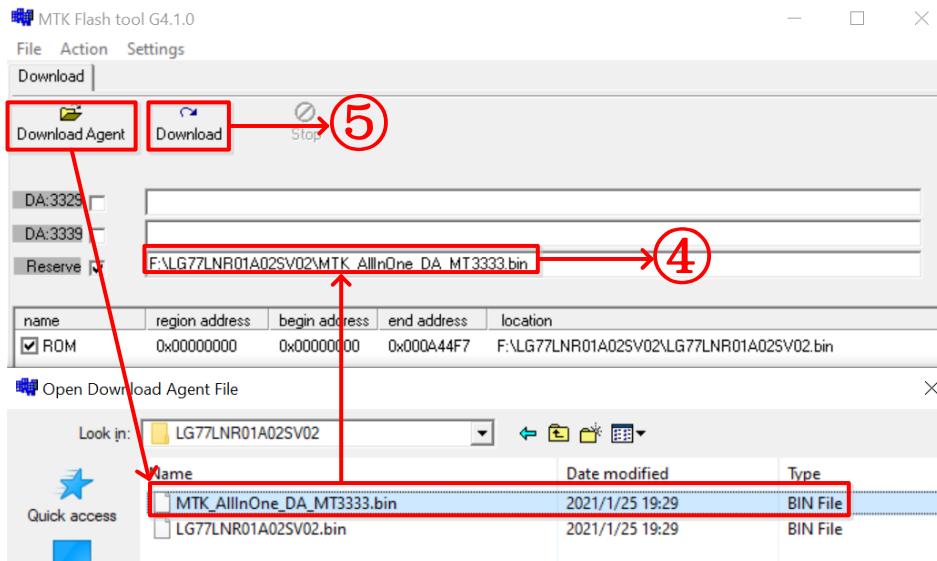 MTK Flash tool G4.1.0
File Action Settings
Download
Download Agent Download Stop ⑤
DA:3329
DA:3339
Reserve F:\LG77LNR01A02SV02\MTK_AllInOne_DA_MT3333.bin ④
name region address begin address end address location
ROM 0x00000000 0x00000000 0x000A44F7 F:\LG77LNR01A02SV02\LG77LNR01A02SV02.bin
Open Download Agent File
Look in: LG77LNR01A02SV02
Name Date modified Type
MTK_AllInOne_DA_MT3333.bin 2021/1/25 19:29 BIN File
Quick access
LG77LNR01A02SV02.bin 2021/1/25 19:29 BIN File